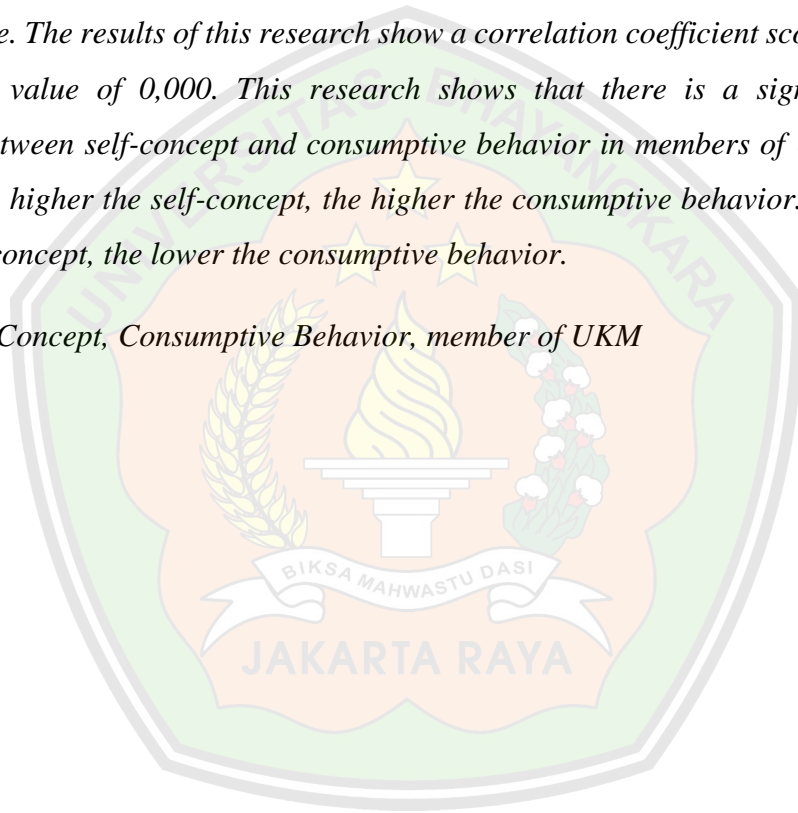 e. The results of this research show a correlation coefficient sco
value of 0,000. This research shows that there is a sign
tween self-concept and consumptive behavior in members of
higher the self-concept, the higher the consumptive behavior.
concept, the lower the consumptive behavior.
Concept, Consumptive Behavior, member of UKM
UNIVERSITAS BHAYANGKARA
BIKSA MAHWASTU DASI
JAKARTA RAYA